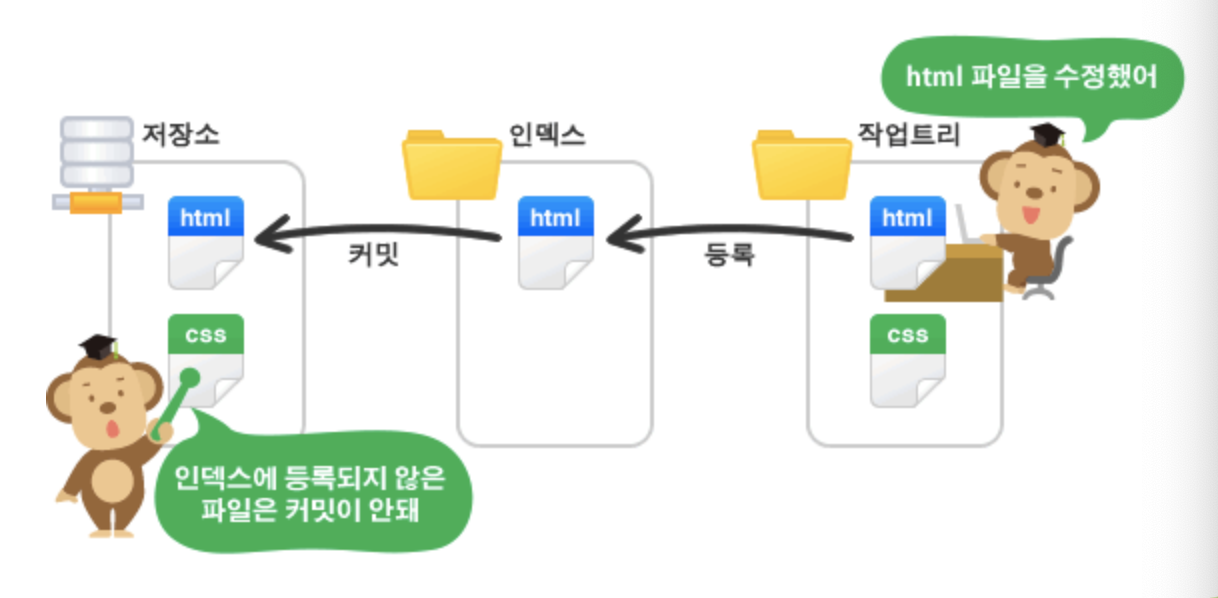 html 파일을 수정했어
저장소
인덱스
작업트리
html
html
html
커밋
등록
css
css
인덱스에 등록되지 않은
파일은 커밋이 안돼